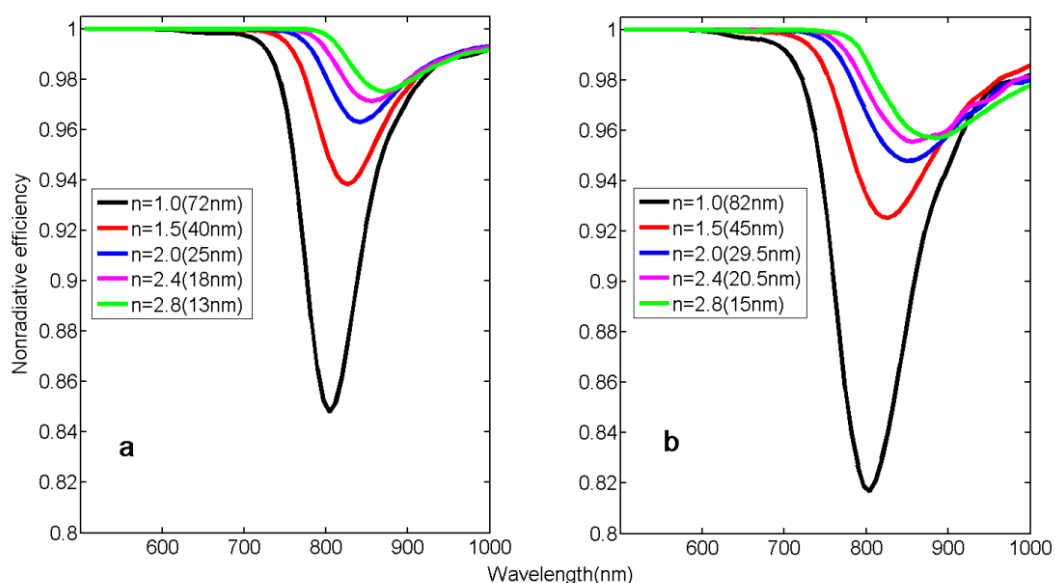 Nonradiative efficiency
1
0.98
0.96
0.94
0.92
0.9
0.88
0.86
0.84
0.82
0.8
n=1.0(72nm)
n=1.5(40nm)
n=2.0(25nm)
n=2.4(18nm)
n=2.8(13nm)
a
600 700 800 900 1000
1
0.98
0.96
0.94
0.92
0.9
0.88
0.86
0.84
0.82
0.8
n=1.0(82nm)
n=1.5(45nm)
n=2.0(29.5nm)
n=2.4(20.5nm)
n=2.8(15nm)
b
600 700 800 900 1000
Wavelength(nm)